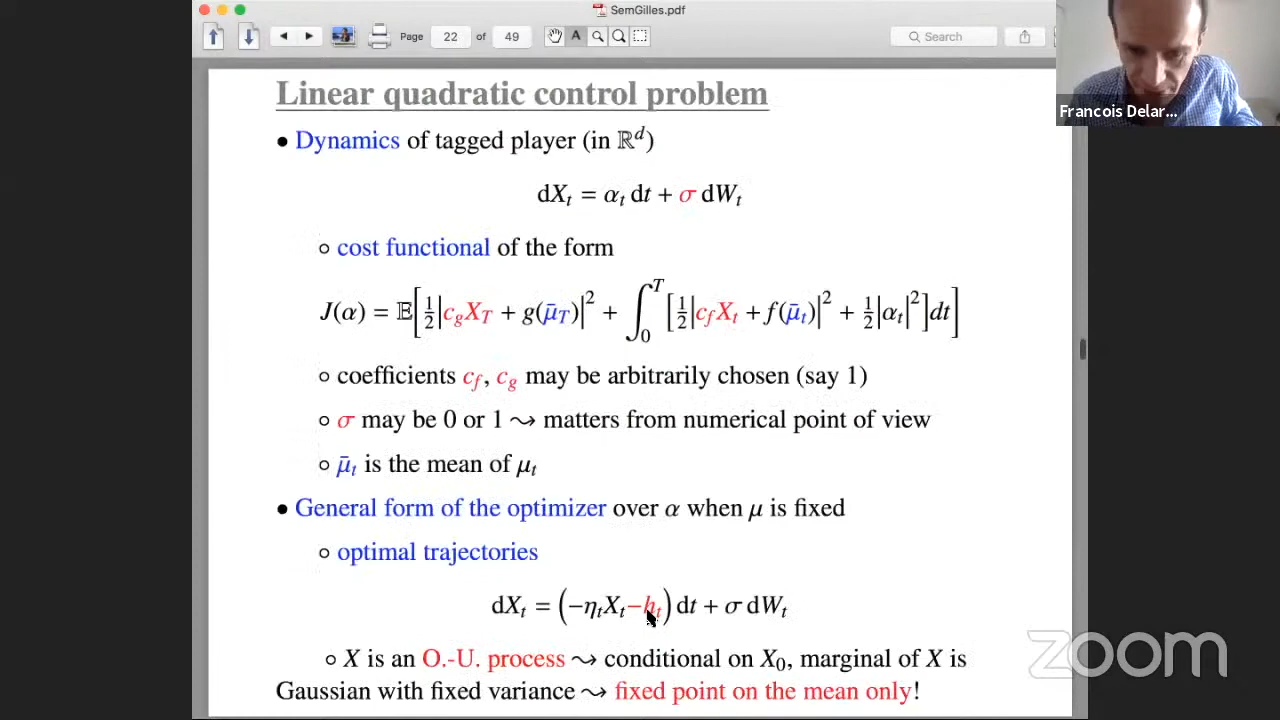 SemGilles.pdf
Page 22 of 49
Search
Francois Delar...
Linear quadratic control problem
• Dynamics of tagged player (in ℝ^d)
dX_t = α_t dt + σ dW_t
◦ cost functional of the form
J(α) = 𝔼[½|c_g X_T + g(μ̄_T)|² + ∫_0^T [½|c_f X_t + f(μ̄_t)|² + ½|α_t|²]dt]
◦ coefficients c_f, c_g may be arbitrarily chosen (say 1)
◦ σ may be 0 or 1 ⤳ matters from numerical point of view
◦ μ̄_t is the mean of μ_t
• General form of the optimizer over α when μ is fixed
◦ optimal trajectories
dX_t = (−η_t X_t − h_t) dt + σ dW_t
◦ X is an O.-U. process ⤳ conditional on X_0, marginal of X is
Gaussian with fixed variance ⤳ fixed point on the mean only!
zoom